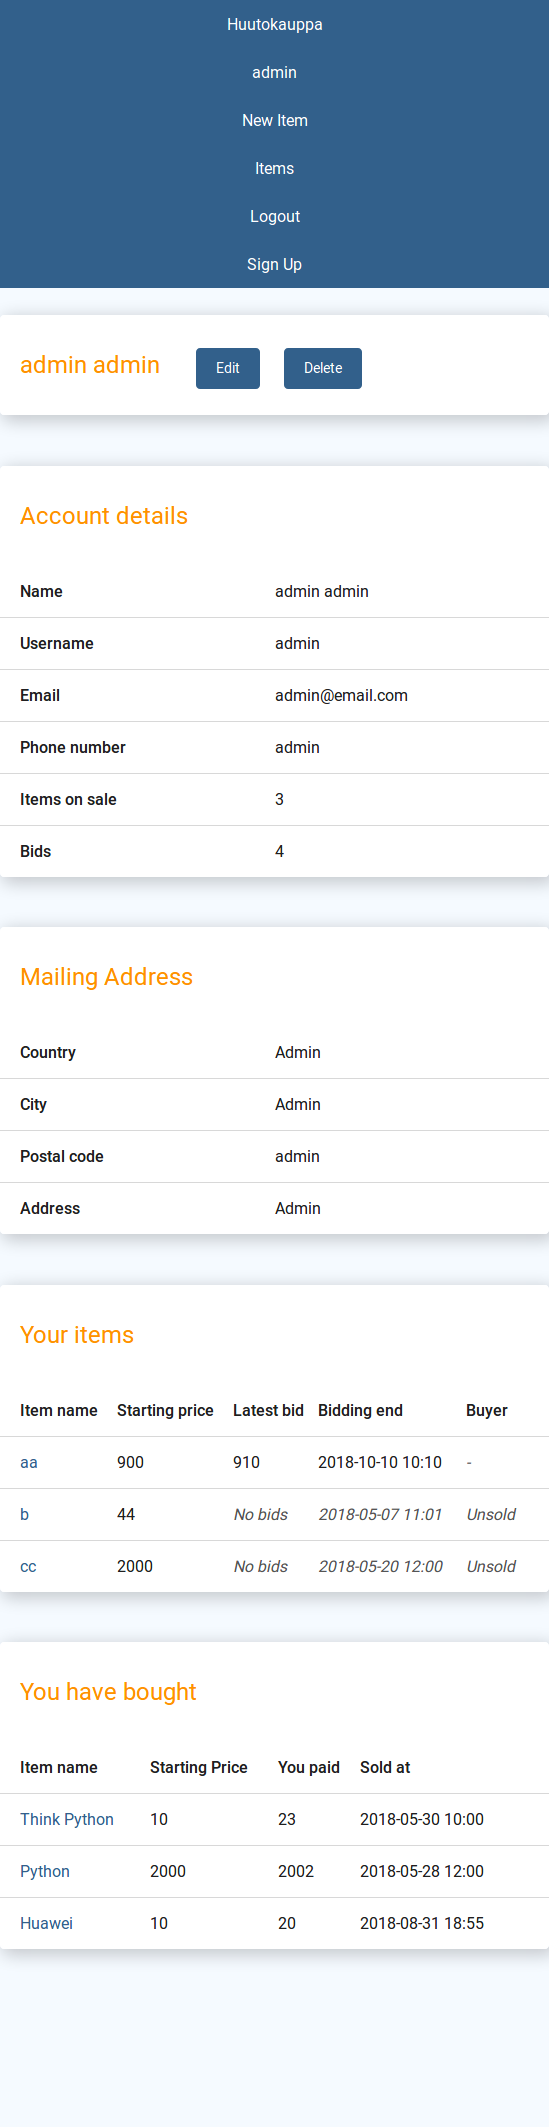 Huutokauppa
admin
New Item
Items
Logout
Sign Up
admin admin Edit Delete
Account details
Name admin admin
Username admin
Email admin@email.com
Phone number admin
Items on sale 3
Bids 4
Mailing Address
Country Admin
City Admin
Postal code admin
Address Admin
Your items
Item name Starting price Latest bid Bidding end Buyer
aa 900 910 2018-10-10 10:10 -
b 44 No bids 2018-05-07 11:01 Unsold
cc 2000 No bids 2018-05-20 12:00 Unsold
You have bought
Item name Starting Price You paid Sold at
Think Python 10 23 2018-05-30 10:00
Python 2000 2002 2018-05-28 12:00
Huawei 10 20 2018-08-31 18:55